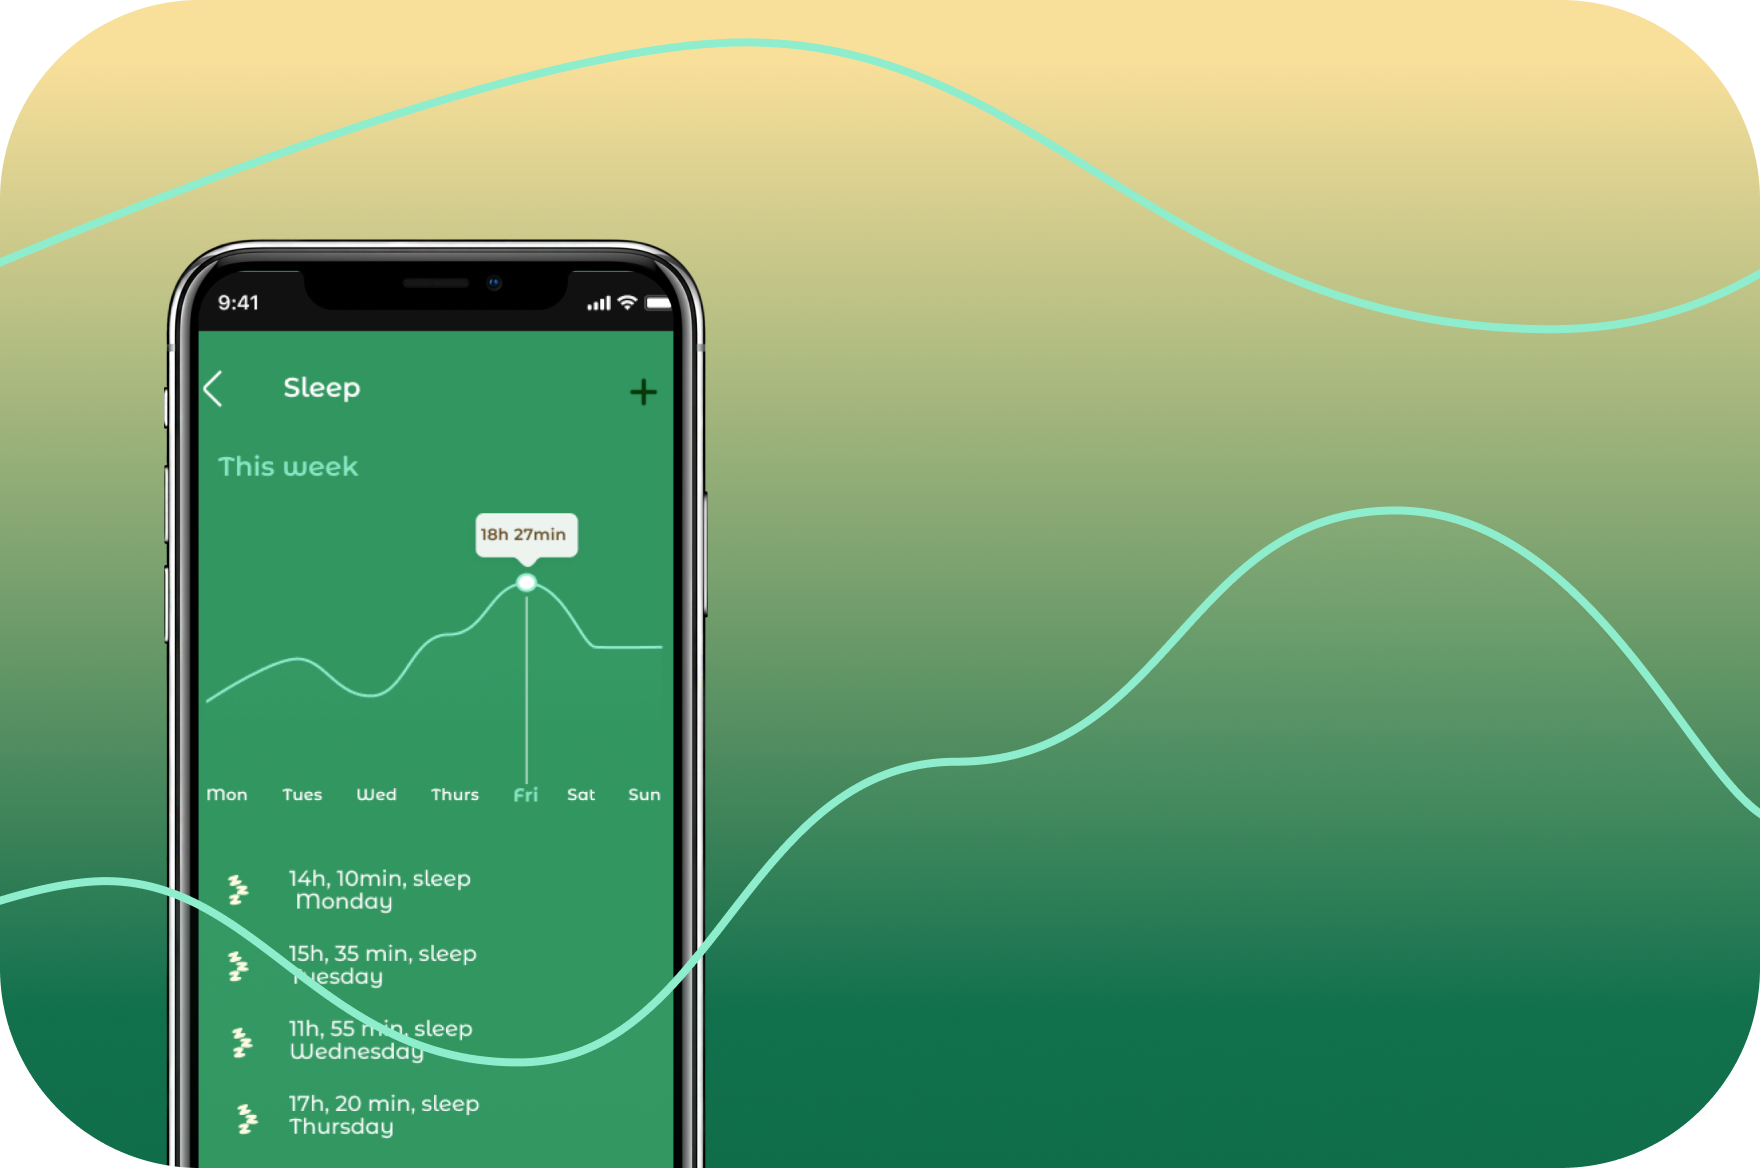 9:41
Sleep
This week
18h 27min
Mon Tues Wed Thurs Fri Sat Sun
14h, 10min, sleep
Monday
15h, 35 min, sleep
Tuesday
11h, 55 min, sleep
Wednesday
17h, 20 min, sleep
Thursday